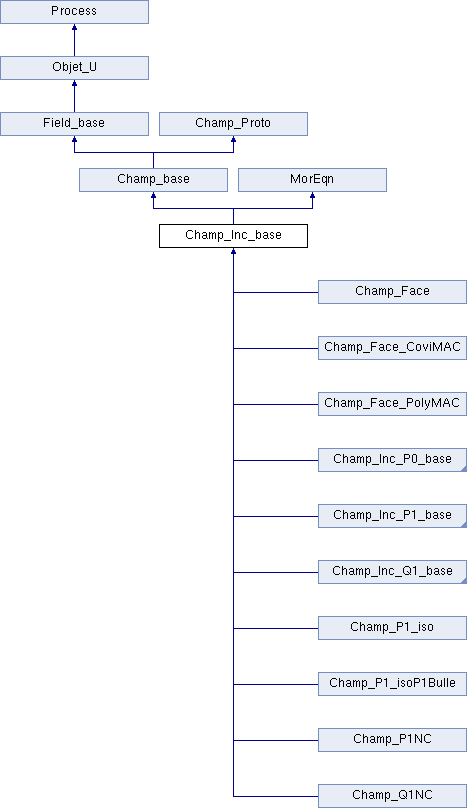 Process
Objet_U
Field_base
Champ_Proto
Champ_base
MorEqn
Champ_Inc_base
Champ_Face
Champ_Face_CoviMAC
Champ_Face_PolyMAC
Champ_Inc_P0_base
Champ_Inc_P1_base
Champ_Inc_Q1_base
Champ_P1_iso
Champ_P1_isoP1Bulle
Champ_P1NC
Champ_Q1NC